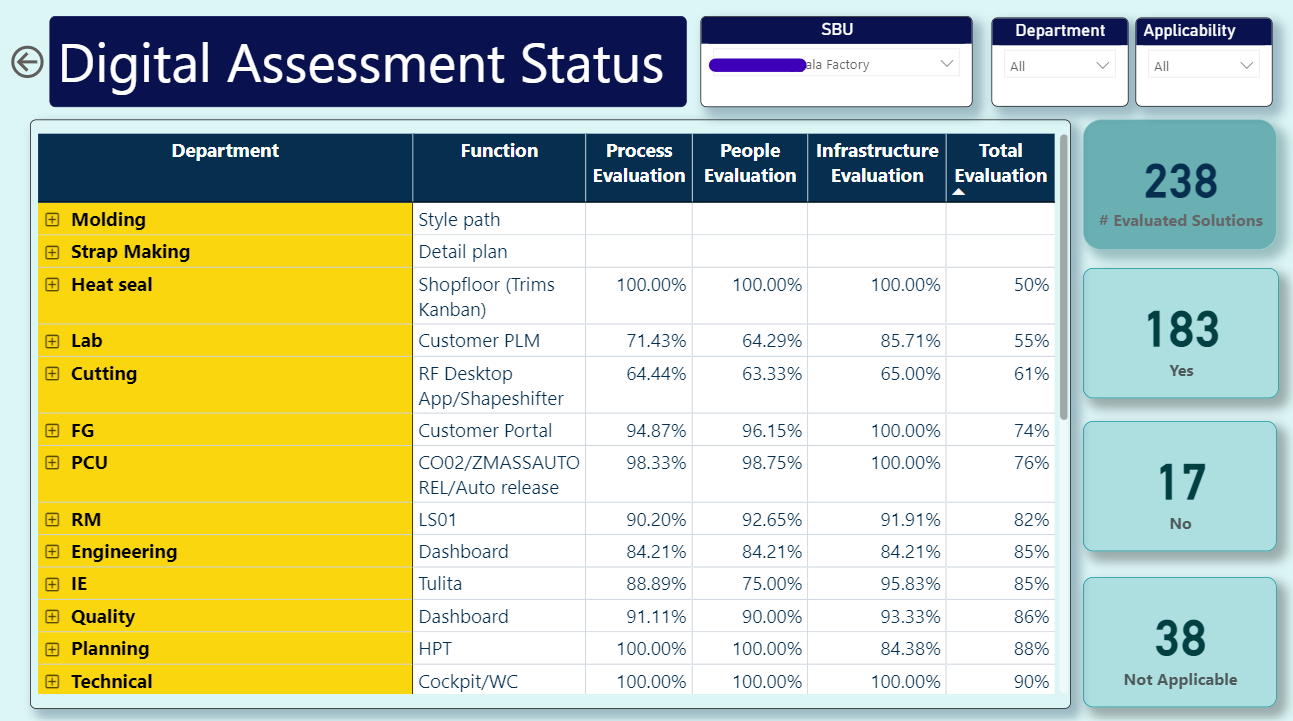 Digital Assessment Status
SBU
ala Factory
Department
All
Applicability
All
Department Function Process Evaluation People Evaluation Infrastructure Evaluation Total Evaluation
Molding Style path
Strap Making Detail plan
Heat seal Shopfloor (Trims Kanban) 100.00% 100.00% 100.00% 50%
Lab Customer PLM 71.43% 64.29% 85.71% 55%
Cutting RF Desktop App/Shapeshifter 64.44% 63.33% 65.00% 61%
FG Customer Portal 94.87% 96.15% 100.00% 74%
PCU CO02/ZMASSAUTO REL/Auto release 98.33% 98.75% 100.00% 76%
RM LS01 90.20% 92.65% 91.91% 82%
Engineering Dashboard 84.21% 84.21% 84.21% 85%
IE Tulita 88.89% 75.00% 95.83% 85%
Quality Dashboard 91.11% 90.00% 93.33% 86%
Planning HPT 100.00% 100.00% 84.38% 88%
Technical Cockpit/WC 100.00% 100.00% 100.00% 90%
238
# Evaluated Solutions
183
Yes
17
No
38
Not Applicable